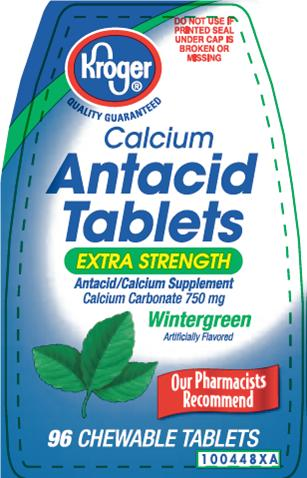 DO NOT USE IF
PRINTED SEAL
UNDER CAP IS
BROKEN OR
MISSING
Kroger®
QUALITY GUARANTEED
Calcium
Antacid
Tablets
EXTRA STRENGTH
Antacid/Calcium Supplement
Calcium Carbonate 750 mg
Wintergreen
Artificially Flavored
Our Pharmacists
Recommend
96 CHEWABLE TABLETS
100448XA